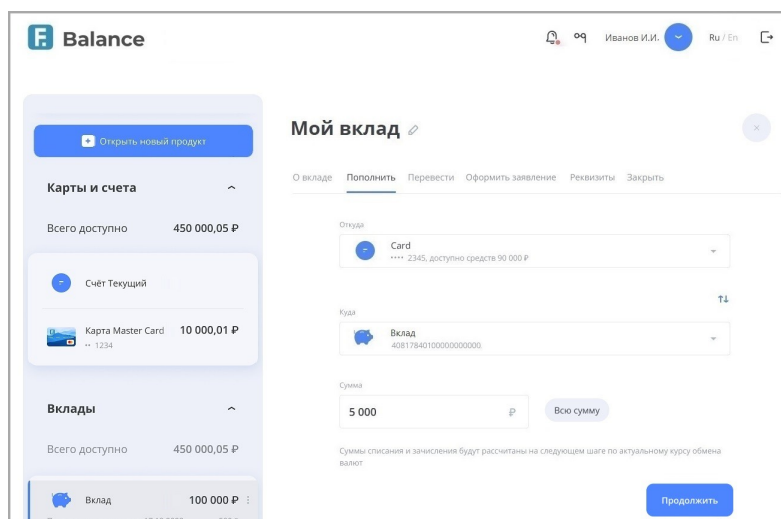 Balance
Иванов И.И.
Ru / En
Открыть новый продукт
Карты и счета
Всего доступно 450 000,05 ₽
Счёт Текущий
Карта Master Card 10 000,01 ₽
•• 1234
Вклады
Всего доступно 450 000,05 ₽
Вклад 100 000 ₽
Мой вклад
О вкладе Пополнить Перевести Оформить заявление Реквизиты Закрыть
Откуда
Card
•••• 2345, доступно средств 90 000 ₽
Куда
Вклад
40817840100000000000
Сумма
5 000 ₽
Всю сумму
Суммы списания и зачисления будут рассчитаны на следующем шаге по актуальному курсу обмена
валют
Продолжить